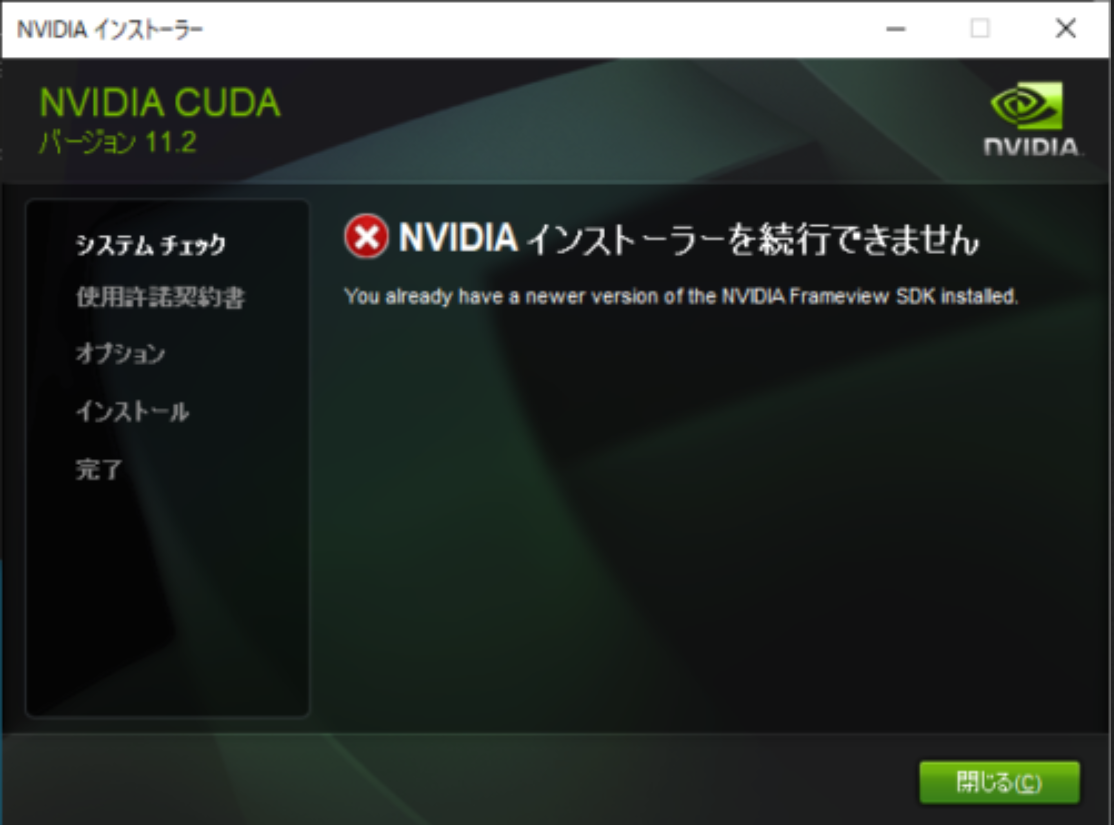 NVIDIA インストーラー
NVIDIA CUDA
バージョン 11.2
NVIDIA
システム チェック
使用許諾契約書
オプション
インストール
完了
NVIDIA インストーラーを続行できません
You already have a newer version of the NVIDIA Frameview SDK installed.
閉じる(C)